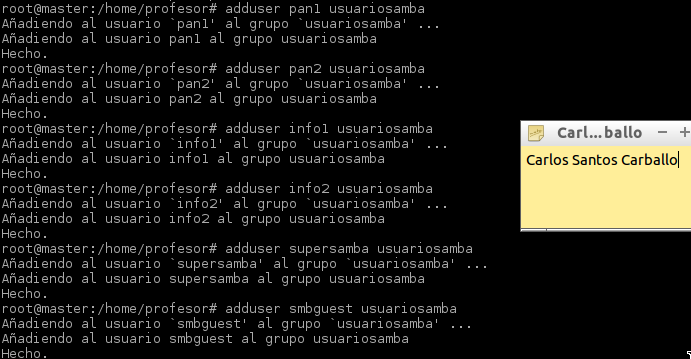 root@master:/home/profesor# adduser pan1 usuariosamba
Añadiendo al usuario `pan1' al grupo `usuariosamba' ...
Añadiendo al usuario pan1 al grupo usuariosamba
Hecho.
root@master:/home/profesor# adduser pan2 usuariosamba
Añadiendo al usuario `pan2' al grupo `usuariosamba' ...
Añadiendo al usuario pan2 al grupo usuariosamba
Hecho.
root@master:/home/profesor# adduser info1 usuariosamba
Añadiendo al usuario `info1' al grupo `usuariosamba' ...
Añadiendo al usuario info1 al grupo usuariosamba
Hecho.
root@master:/home/profesor# adduser info2 usuariosamba
Añadiendo al usuario `info2' al grupo `usuariosamba' ...
Añadiendo al usuario info2 al grupo usuariosamba
Hecho.
root@master:/home/profesor# adduser supersamba usuariosamba
Añadiendo al usuario `supersamba' al grupo `usuariosamba' ...
Añadiendo al usuario supersamba al grupo usuariosamba
Hecho.
root@master:/home/profesor# adduser smbguest usuariosamba
Añadiendo al usuario `smbguest' al grupo `usuariosamba' ...
Añadiendo al usuario smbguest al grupo usuariosamba
Hecho.
Carl...ballo
Carlos Santos Carballo